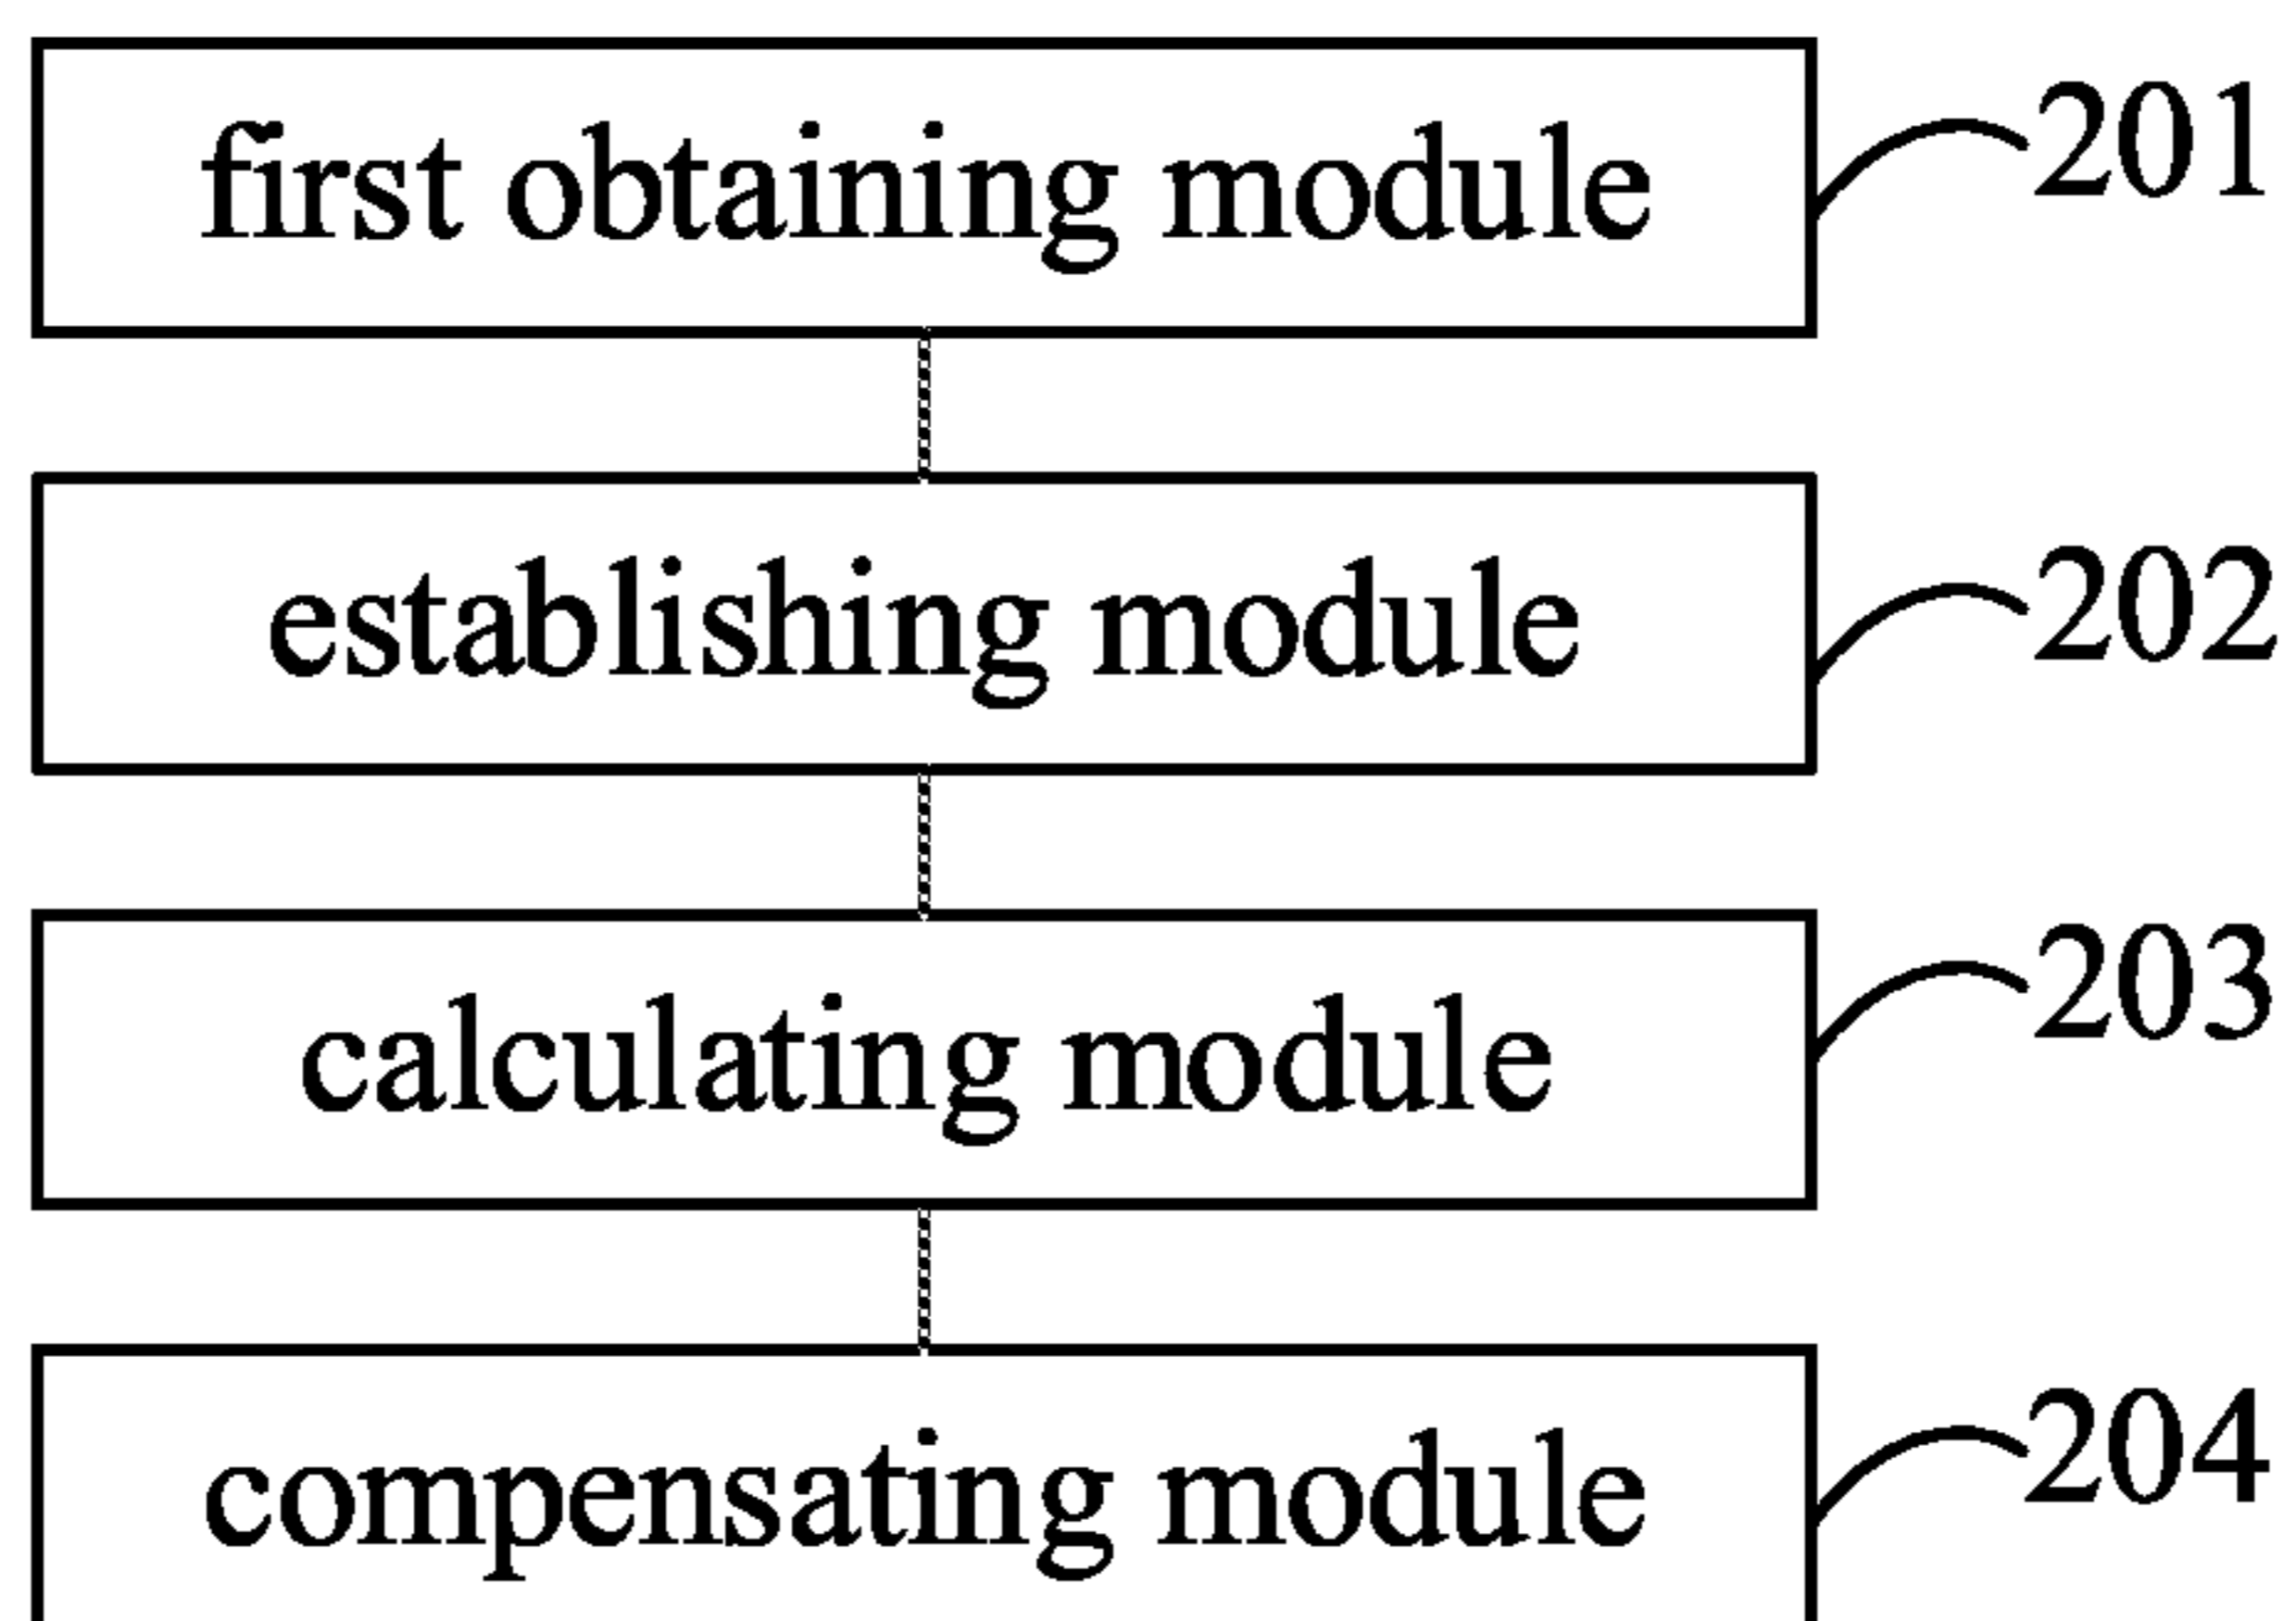 first obtaining module 201
establishing module 202
calculating module 203
compensating module 204